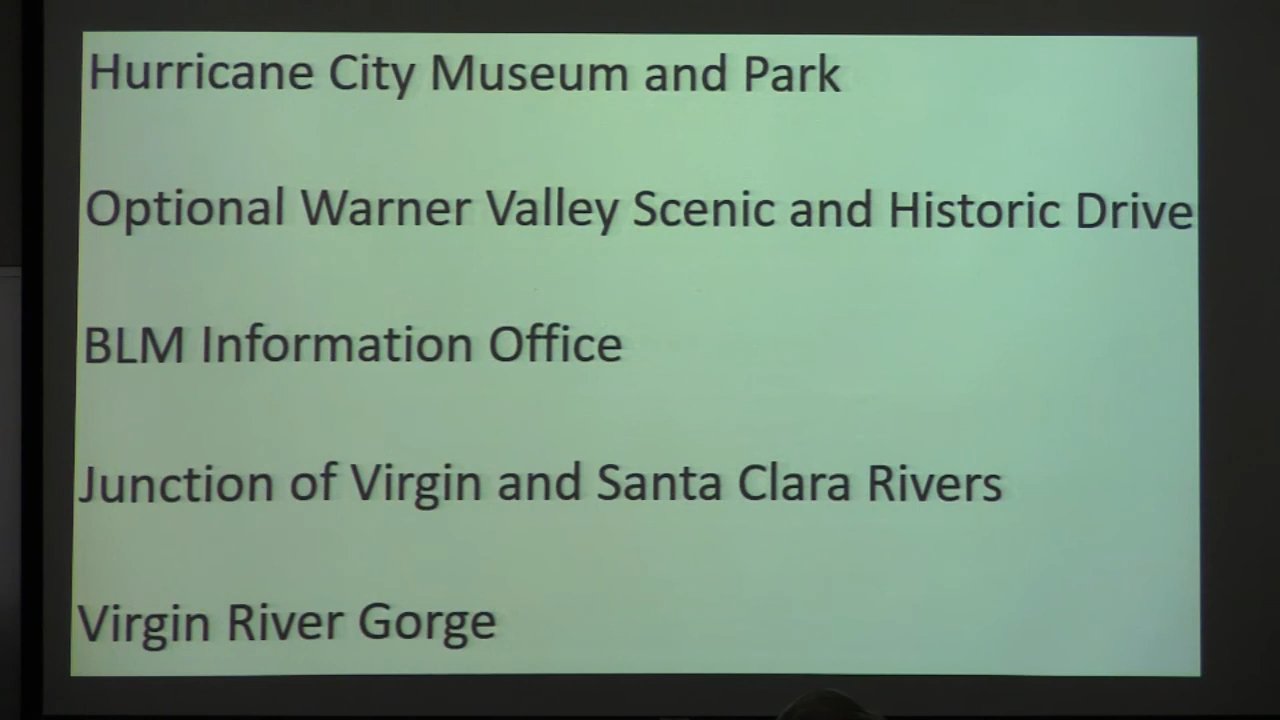 Hurricane City Museum and Park
Optional Warner Valley Scenic and Historic Drive
BLM Information Office
Junction of Virgin and Santa Clara Rivers
Virgin River Gorge